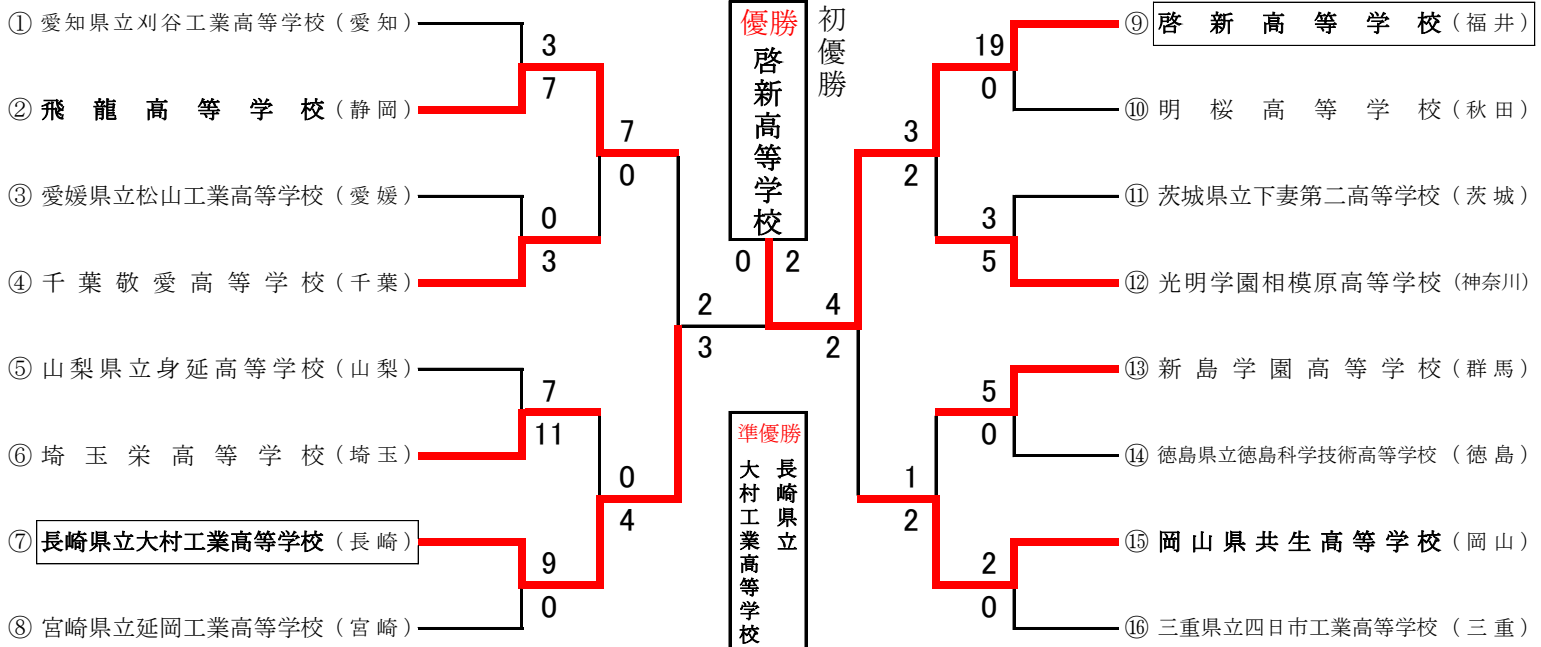 ① 愛知県立刈谷工業高等学校 (愛知)
3
7
② 飛龍高等学校 (静岡)
7
0
③ 愛媛県立松山工業高等学校 (愛媛)
0
3
④ 千葉敬愛高等学校 (千葉)
2
3
⑤ 山梨県立身延高等学校 (山梨)
7
11
⑥ 埼玉栄高等学校 (埼玉)
0
4
⑦ 長崎県立大村工業高等学校 (長崎)
9
0
⑧ 宮崎県立延岡工業高等学校 (宮崎)
優勝
啓新高等学校
初優勝
0 2
準優勝
長崎県立
大村工業高等学校
⑨ 啓新高等学校 (福井)
19
0
⑩ 明桜高等学校 (秋田)
3
2
⑪ 茨城県立下妻第二高等学校 (茨城)
3
5
⑫ 光明学園相模原高等学校 (神奈川)
4
2
⑬ 新島学園高等学校 (群馬)
5
0
⑭ 徳島県立徳島科学技術高等学校 (徳島)
1
2
⑮ 岡山県共生高等学校 (岡山)
2
0
⑯ 三重県立四日市工業高等学校 (三重)